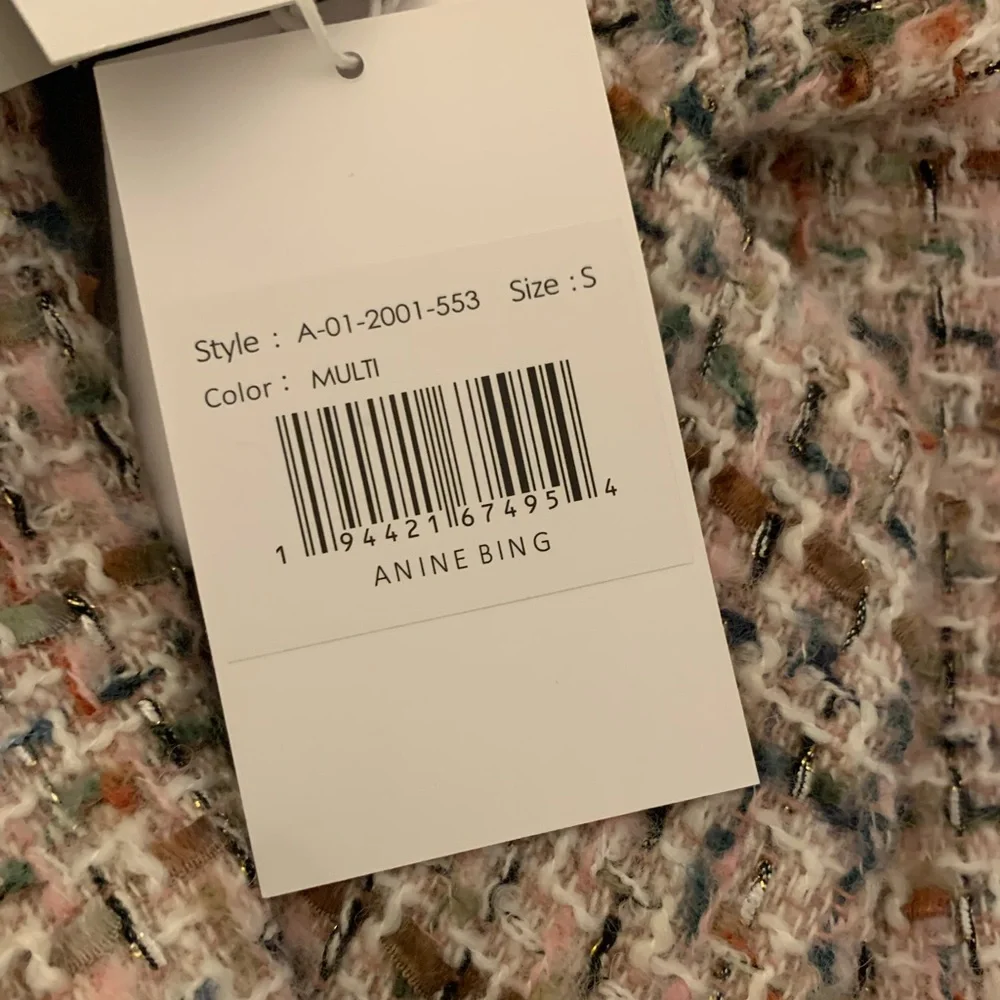 Style : A-01-2001-553 Size : S
Color : MULTI
1 94421 67495 4
ANINE BING